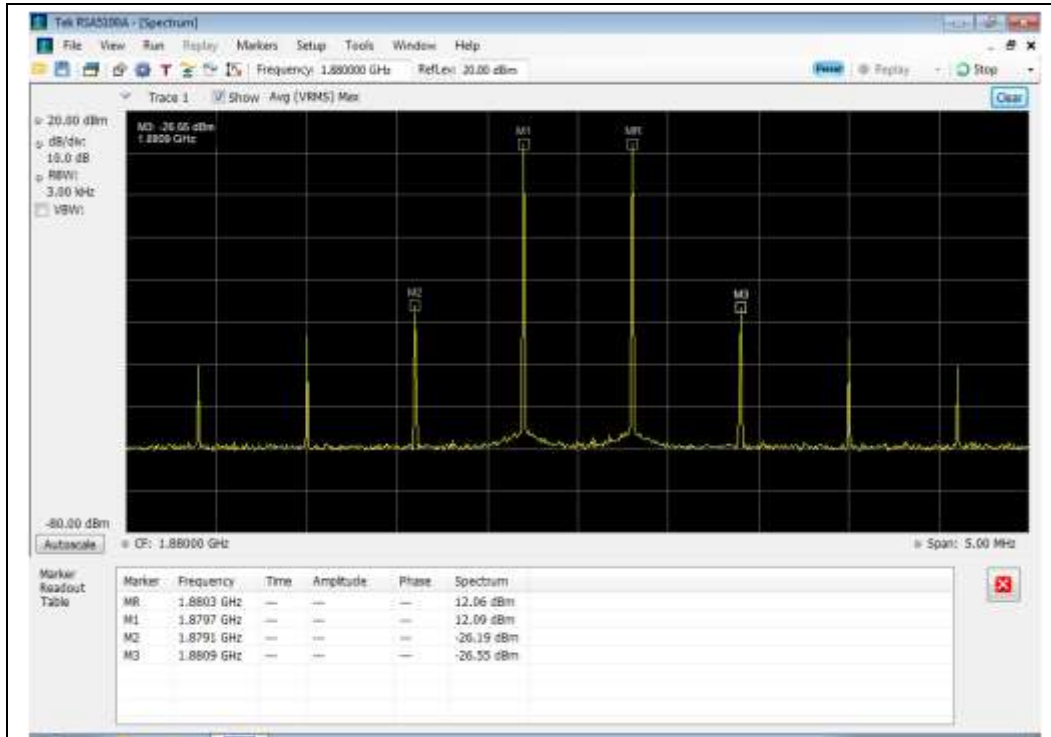 Tek RSA5100A - [Spectrum]
File View Run Replay Markers Setup Tools Window Help
Frequency: 1.880000 GHz RefLev: 20.00 dBm Preset Replay Stop
Trace 1 Show Avg (VRMS) Max Clear
20.00 dBm
dB/div:
10.0 dB
RBW:
3.00 kHz
VBW:
-80.00 dBm
M3: -26.55 dBm
1.8809 GHz
M1 MR
M2 M3
Autoscale CF: 1.88000 GHz Span: 5.00 MHz
Marker
Readout
Table
Marker Frequency Time Amplitude Phase Spectrum
MR 1.8803 GHz --- --- --- 12.06 dBm
M1 1.8797 GHz --- --- --- 12.09 dBm
M2 1.8791 GHz --- --- --- -26.19 dBm
M3 1.8809 GHz --- --- --- -26.55 dBm